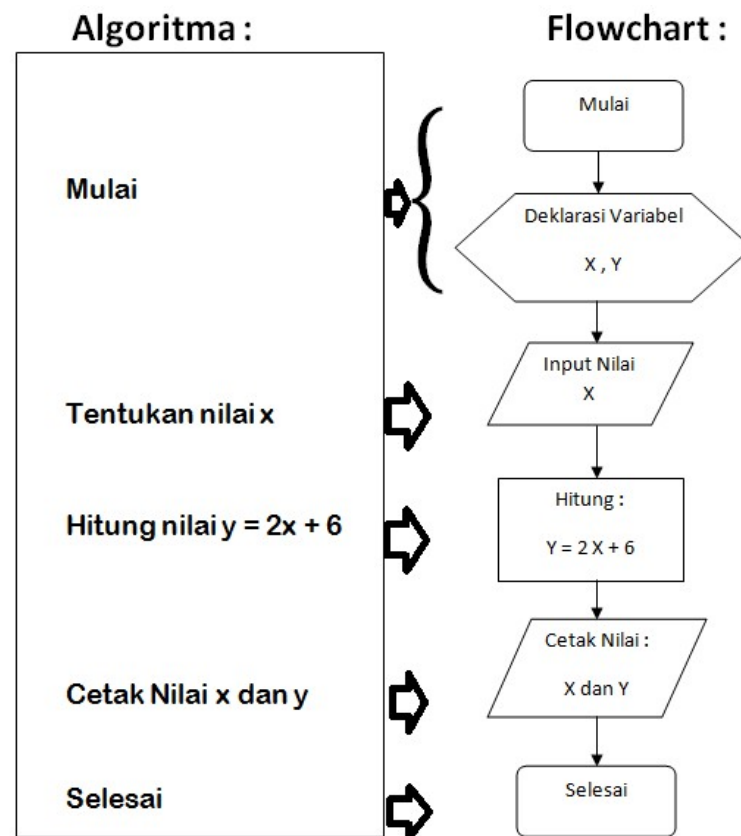 Algoritma :
Mulai
Tentukan nilai x
Hitung nilai y = 2x + 6
Cetak Nilai x dan y
Selesai
Flowchart :
Mulai
Deklarasi Variabel
X , Y
Input Nilai
X
Hitung :
Y = 2 X + 6
Cetak Nilai :
X dan Y
Selesai